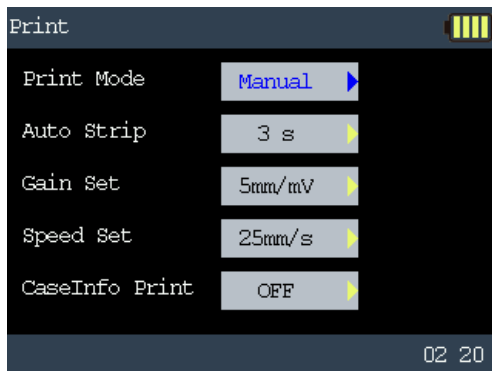 Print
Print Mode Manual
Auto Strip 3 s
Gain Set 5mm/mV
Speed Set 25mm/s
CaseInfo Print OFF
02 20